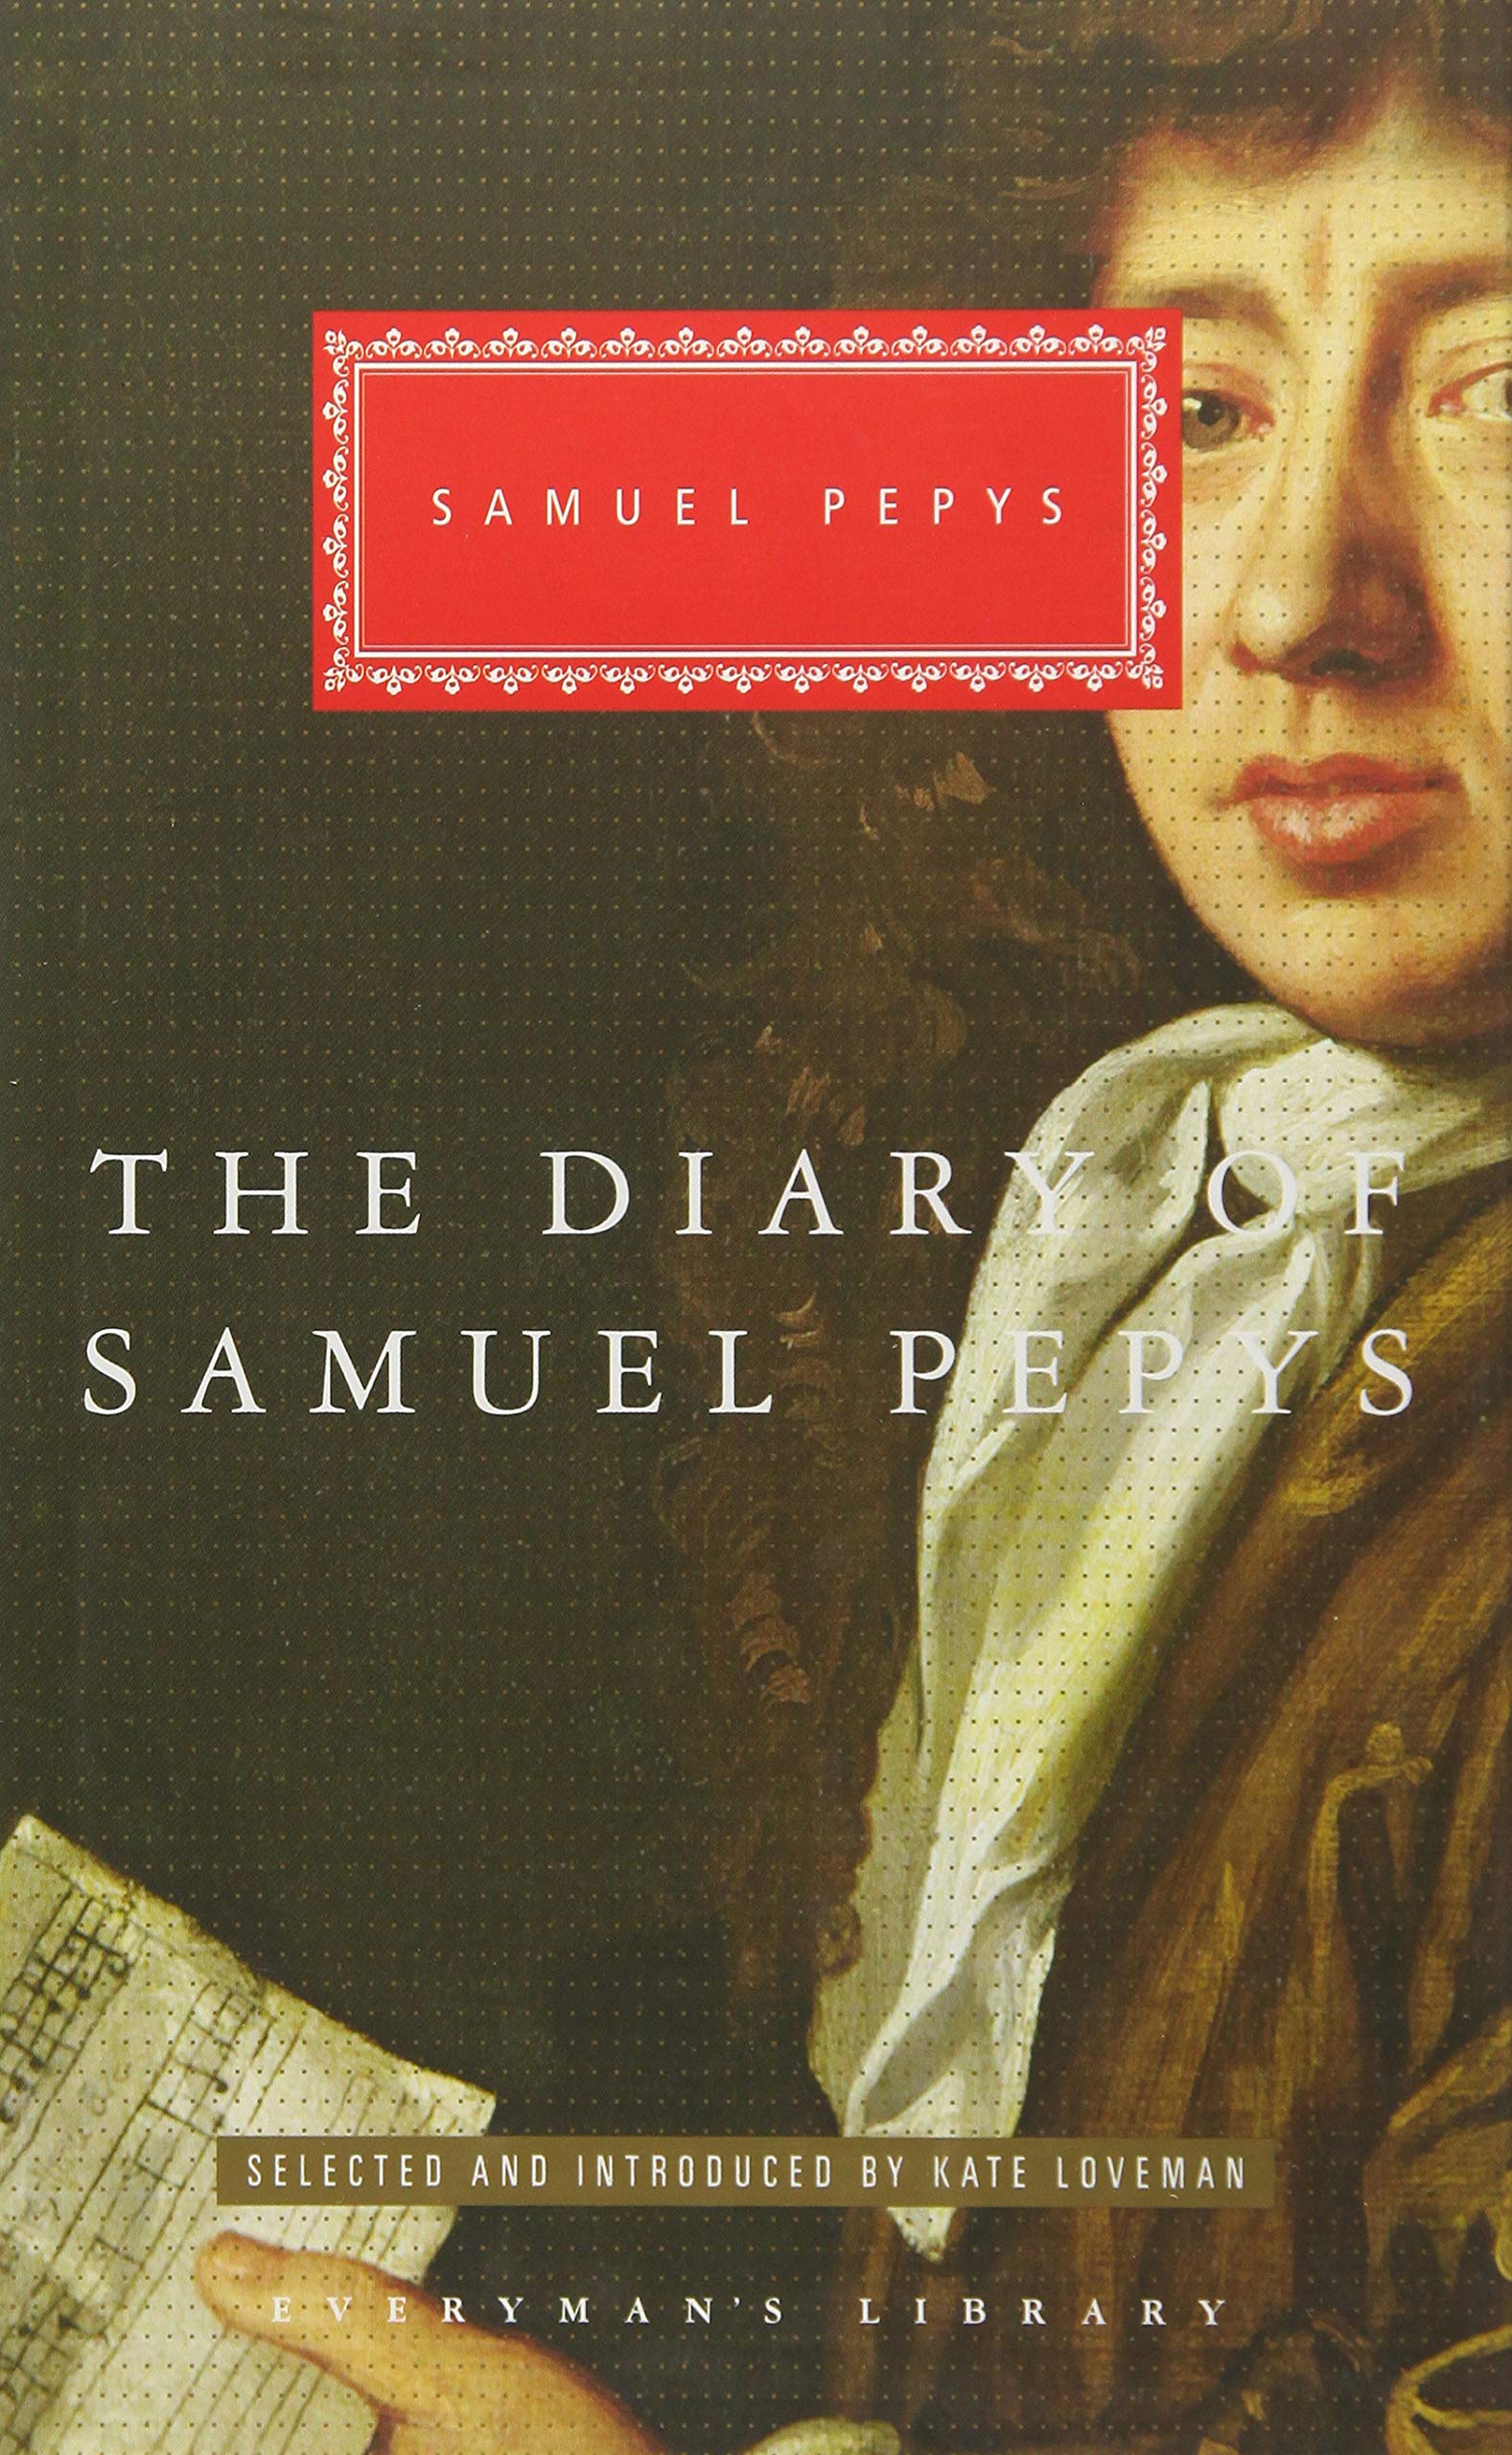 SAMUEL PEPYS
THE DIARY OF
SAMUEL PEPYS
SELECTED AND INTRODUCED BY KATE LOVEMAN
EVERYMAN'S LIBRARY